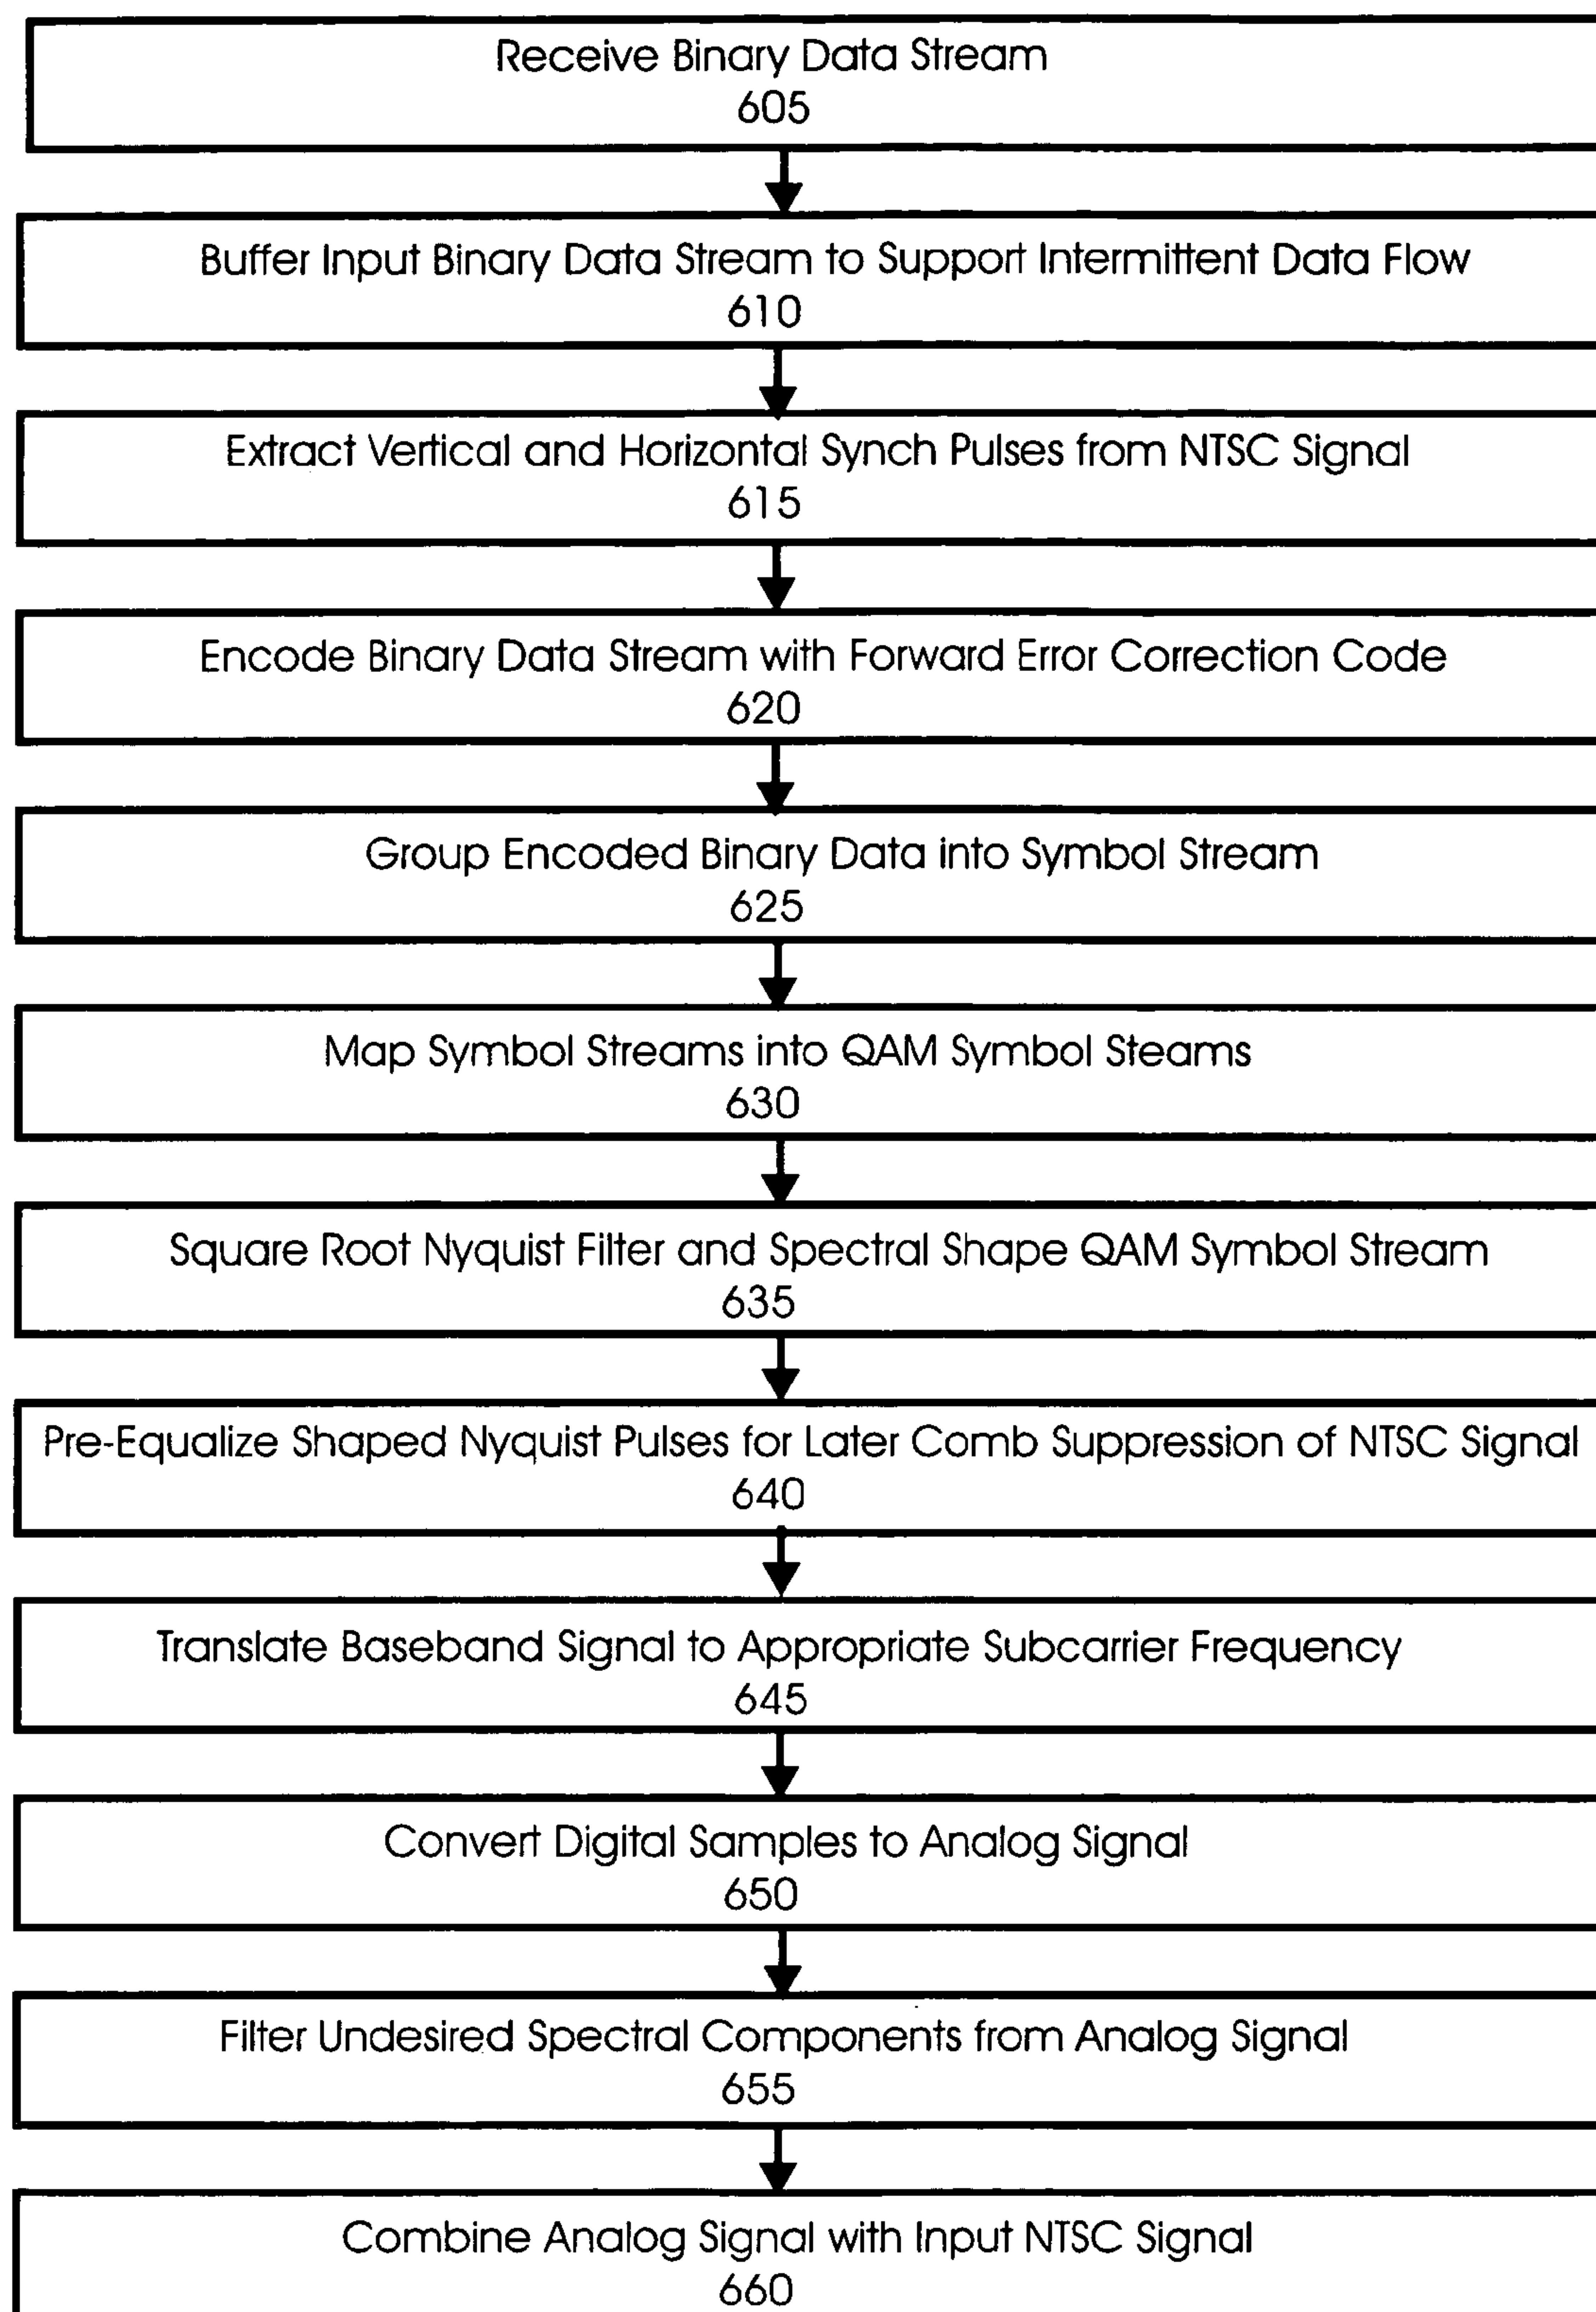 Receive Binary Data Stream
605
Buffer Input Binary Data Stream to Support Intermittent Data Flow
610
Extract Vertical and Horizontal Synch Pulses from NTSC Signal
615
Encode Binary Data Stream with Forward Error Correction Code
620
Group Encoded Binary Data into Symbol Stream
625
Map Symbol Streams into QAM Symbol Steams
630
Square Root Nyquist Filter and Spectral Shape QAM Symbol Stream
635
Pre-Equalize Shaped Nyquist Pulses for Later Comb Suppression of NTSC Signal
640
Translate Baseband Signal to Appropriate Subcarrier Frequency
645
Convert Digital Samples to Analog Signal
650
Filter Undesired Spectral Components from Analog Signal
655
Combine Analog Signal with Input NTSC Signal
660